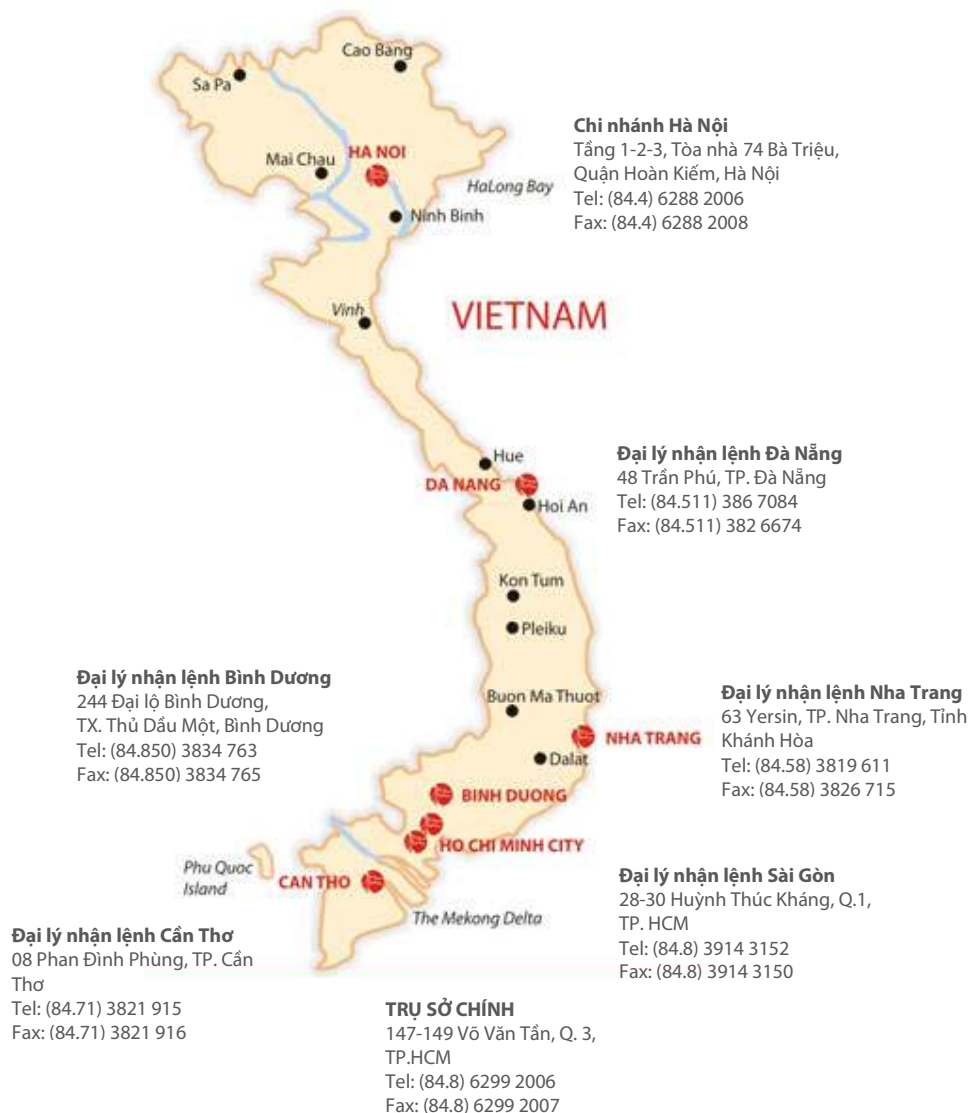 Cao Bang
Sa Pa
HA NOI
Mai Chau
HaLong Bay
Ninh Binh
Chi nhánh Hà Nội
Tầng 1-2-3, Tòa nhà 74 Bà Triệu,
Quận Hoàn Kiếm, Hà Nội
Tel: (84.4) 6288 2006
Fax: (84.4) 6288 2008
Vinh
VIETNAM
Hue
DA NANG
Hoi An
Đại lý nhận lệnh Đà Nẵng
48 Trần Phú, TP. Đà Nẵng
Tel: (84.511) 386 7084
Fax: (84.511) 382 6674
Kon Tum
Pleiku
Đại lý nhận lệnh Bình Dương
244 Đại lộ Bình Dương,
TX. Thủ Dầu Một, Bình Dương
Tel: (84.850) 3834 763
Fax: (84.850) 3834 765
Buon Ma Thuot
NHA TRANG
Dalat
Đại lý nhận lệnh Nha Trang
63 Yersin, TP. Nha Trang, Tỉnh
Khánh Hòa
Tel: (84.58) 3819 611
Fax: (84.58) 3826 715
BINH DUONG
HO CHI MINH CITY
Phu Quoc
Island
CAN THO
The Mekong Delta
Đại lý nhận lệnh Sài Gòn
28-30 Huỳnh Thúc Kháng, Q.1,
TP. HCM
Tel: (84.8) 3914 3152
Fax: (84.8) 3914 3150
Đại lý nhận lệnh Cần Thơ
08 Phan Đình Phùng, TP. Cần
Thơ
Tel: (84.71) 3821 915
Fax: (84.71) 3821 916
TRỤ SỞ CHÍNH
147-149 Võ Văn Tần, Q. 3,
TP.HCM
Tel: (84.8) 6299 2006
Fax: (84.8) 6299 2007